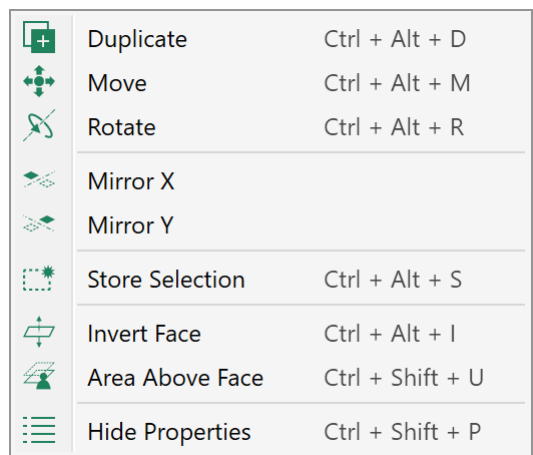 Duplicate Ctrl + Alt + D
Move Ctrl + Alt + M
Rotate Ctrl + Alt + R
Mirror X
Mirror Y
Store Selection Ctrl + Alt + S
Invert Face Ctrl + Alt + I
Area Above Face Ctrl + Shift + U
Hide Properties Ctrl + Shift + P